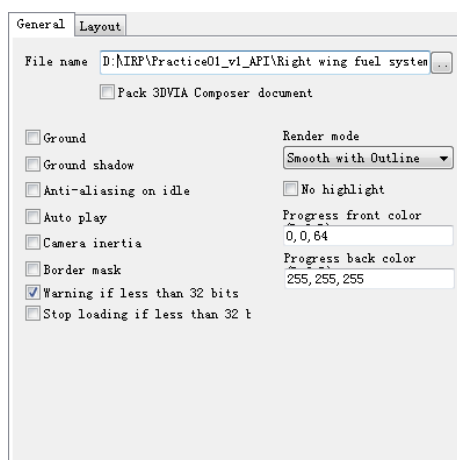 General Layout
File name D:\IRP\Practice01_v1_API\Right wing fuel system ..
Pack 3DVIA Composer document
Ground
Ground shadow
Anti-aliasing on idle
Auto play
Camera inertia
Border mask
Warning if less than 32 bits
Stop loading if less than 32 b
Render mode
Smooth with Outline
No highlight
Progress front color
0, 0, 64
Progress back color
255, 255, 255